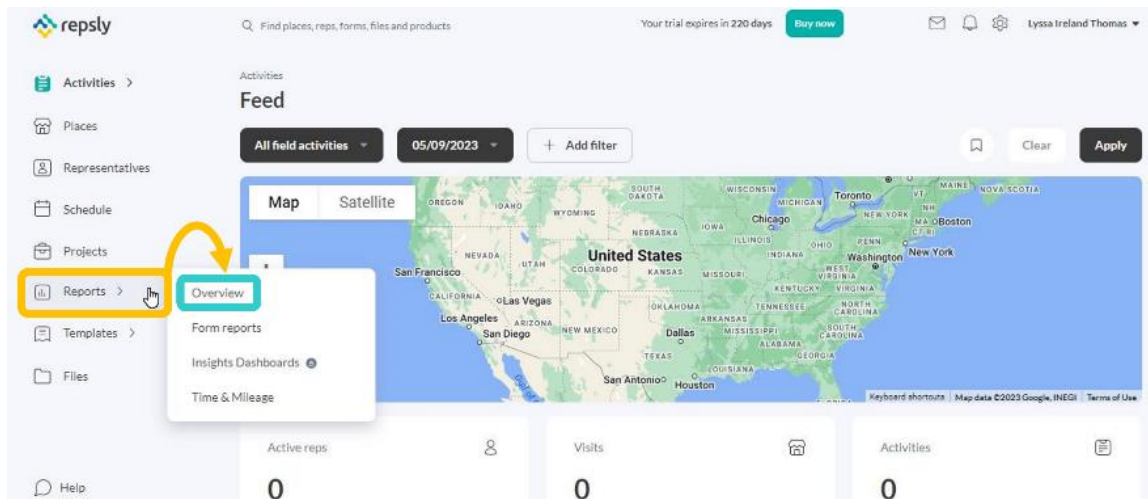 repsly
Find places, reps, forms, files and products
Your trial expires in 220 days
Buy now
Lyssa Ireland Thomas
Activities
Places
Representatives
Schedule
Projects
Reports
Templates
Files
Help
Overview
Form reports
Insights Dashboards
Time & Mileage
Activities
Feed
All field activities
05/09/2023
+ Add filter
Clear
Apply
Map
Satellite
OREGON
IDAHO
WYOMING
SOUTH
DAKOTA
WISCONSIN
MICHIGAN
Toronto
VT
MAINE
NOVA SCOTIA
NH
NEW YORK
MA
Boston
CT RI
NEBRASKA
IOWA
Chicago
ILLINOIS
INDIANA
OHIO
PENN
New York
NEVADA
UTAH
COLORADO
United States
KANSAS
MISSOURI
WEST
VIRGINIA
Washington
KENTUCKY
VIRGINIA
San Francisco
CALIFORNIA
Las Vegas
Los Angeles
San Diego
ARIZONA
NEW MEXICO
OKLAHOMA
ARKANSAS
TENNESSEE
NORTH
CAROLINA
MISSISSIPPI
SOUTH
CAROLINA
Dallas
ALABAMA
GEORGIA
TEXAS
LOUISIANA
San Antonio
Houston
Keyboard shortcuts
Map data ©2023 Google, INEGI
Terms of Use
Active reps
0
Visits
0
Activities
0